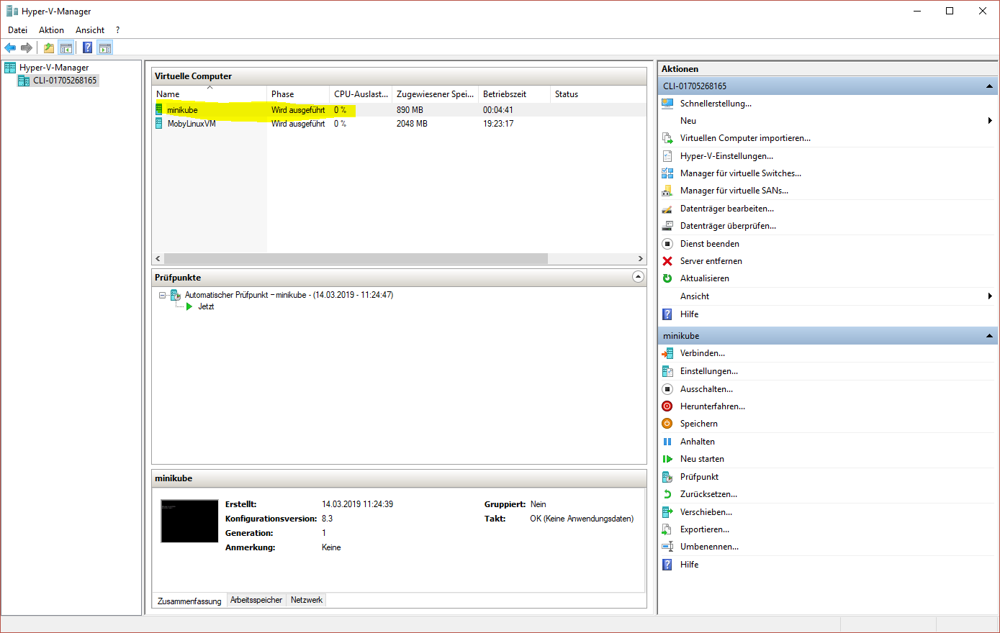 Hyper-V-Manager
Datei Aktion Ansicht ?
Hyper-V-Manager
CLI-01705268165
Virtuelle Computer
Name Phase CPU-Auslast... Zugewiesener Spei... Betriebszeit Status
minikube Wird ausgeführt 0 % 890 MB 00:04:41
MobyLinuxVM Wird ausgeführt 0 % 2048 MB 19:23:17
Prüfpunkte
Automatischer Prüfpunkt – minikube - (14.03.2019 - 11:24:47)
Jetzt
minikube
Erstellt: 14.03.2019 11:24:39 Gruppiert: Nein
Konfigurationsversion: 8.3 Takt: OK (Keine Anwendungsdaten)
Generation: 1
Anmerkung: Keine
Zusammenfassung Arbeitsspeicher Netzwerk
Aktionen
CLI-01705268165
Schnellerstellung...
Neu
Virtuellen Computer importieren...
Hyper-V-Einstellungen...
Manager für virtuelle Switches...
Manager für virtuelle SANs...
Datenträger bearbeiten...
Datenträger überprüfen...
Dienst beenden
Server entfernen
Aktualisieren
Ansicht
Hilfe
minikube
Verbinden...
Einstellungen...
Ausschalten...
Herunterfahren...
Speichern
Anhalten
Neu starten
Prüfpunkt
Zurücksetzen...
Verschieben...
Exportieren...
Umbenennen...
Hilfe